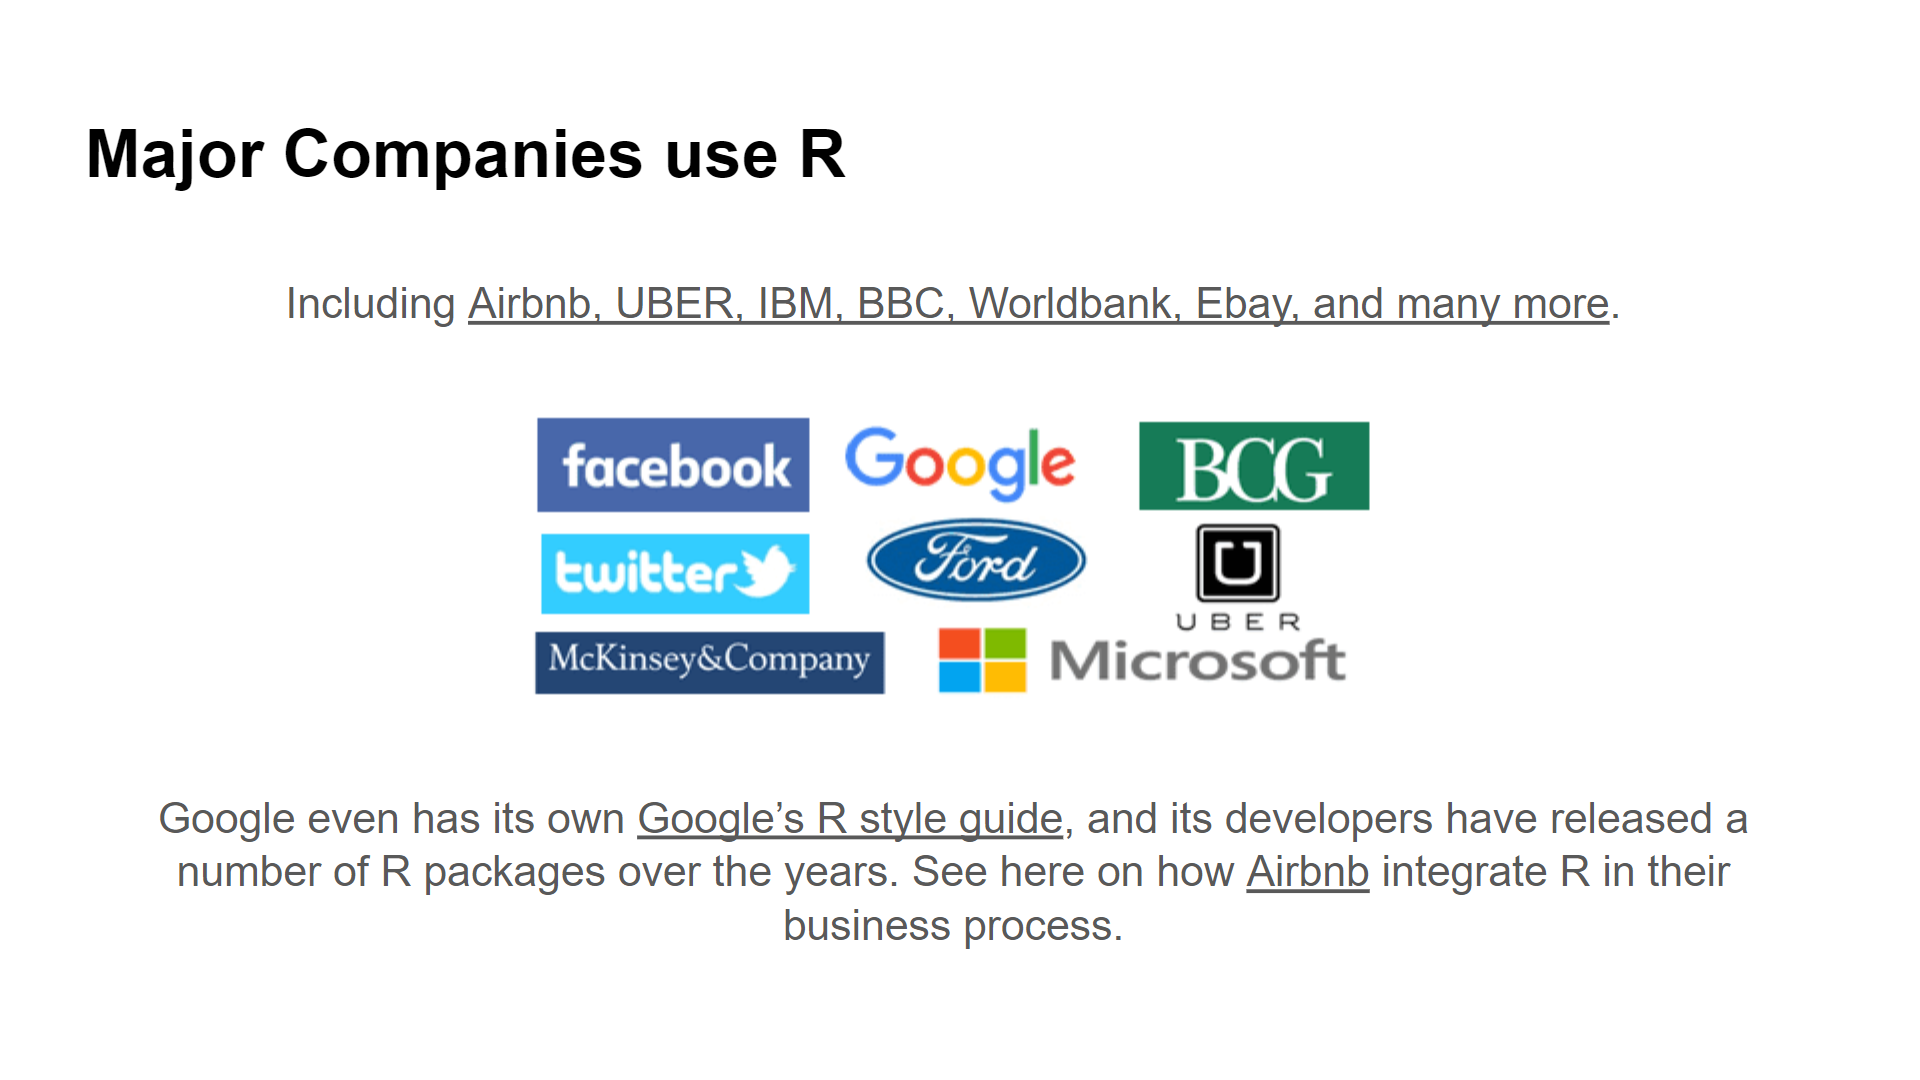 Major Companies use R
Including Airbnb, UBER, IBM, BBC, Worldbank, Ebay, and many more.
facebook
Google
BCG
twitter
Ford
UBER
McKinsey&Company
Microsoft
Google even has its own Google’s R style guide, and its developers have released a
number of R packages over the years. See here on how Airbnb integrate R in their
business process.